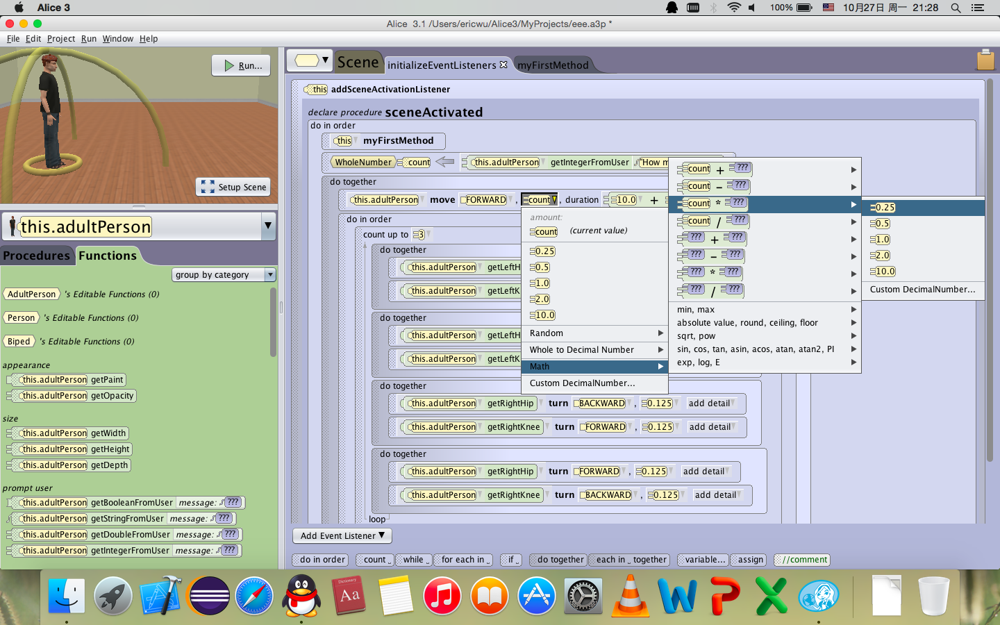 Alice 3
100%
10月27日 周一 21:28
Alice 3.1 /Users/ericwu/Alice3/MyProjects/eee.a3p *
File Edit Project Run Window Help
Run...
Setup Scene
this.adultPerson
Procedures Functions
group by category
AdultPerson 's Editable Functions (0)
Person 's Editable Functions (0)
Biped 's Editable Functions (0)
appearance
this.adultPerson getPaint
this.adultPerson getOpacity
size
this.adultPerson getWidth
this.adultPerson getHeight
this.adultPerson getDepth
prompt user
this.adultPerson getBooleanFromUser message: ???
this.adultPerson getStringFromUser message: ???
this.adultPerson getDoubleFromUser message: ???
this.adultPerson getIntegerFromUser message: ???
Scene initializeEventListeners myFirstMethod
this addSceneActivationListener
declare procedure sceneActivated
do in order
this myFirstMethod
WholeNumber count this.adultPerson getIntegerFromUser "How m
do together
this.adultPerson move FORWARD , count , duration 10.0 +
do in order
count up to 3
do together
this.adultPerson getLeftH
this.adultPerson getLeftK
do together
this.adultPerson getLeftH
this.adultPerson getLeftK
do together
this.adultPerson getRightHip turn BACKWARD , 0.125 add detail
this.adultPerson getRightKnee turn FORWARD , 0.125 add detail
do together
this.adultPerson getRightHip turn FORWARD , 0.125 add detail
this.adultPerson getRightKnee turn BACKWARD , 0.125 add detail
loop
amount:
count (current value)
0.25
0.5
1.0
2.0
10.0
Random
Whole to Decimal Number
Math
Custom DecimalNumber...
count + ???
count - ???
count * ???
count / ???
??? + ???
??? - ???
??? * ???
??? / ???
min, max
absolute value, round, ceiling, floor
sqrt, pow
sin, cos, tan, asin, acos, atan, atan2, PI
exp, log, E
0.25
0.5
1.0
2.0
10.0
Custom DecimalNumber...
Add Event Listener
do in order count _ while _ for each in _ if _ do together each in _ together variable... assign //comment
Dictionary
Aa